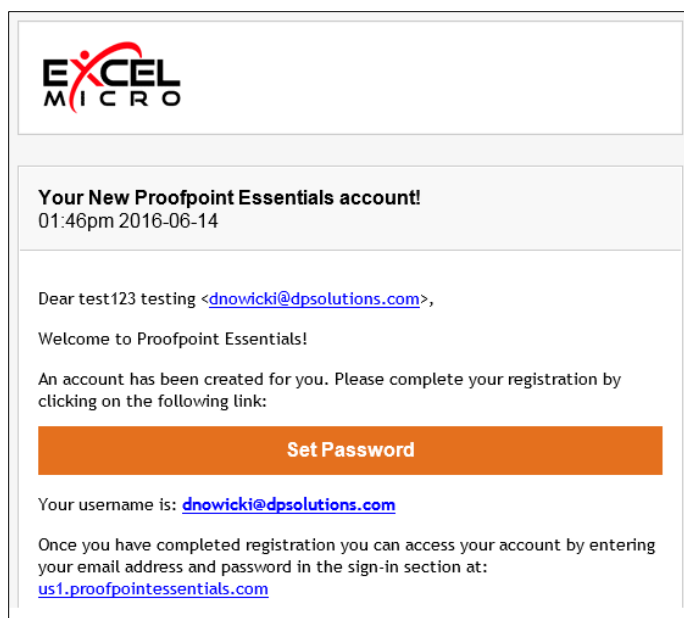 EXCEL
MICRO
Your New Proofpoint Essentials account!
01:46pm 2016-06-14
Dear test123 testing <dnowicki@dpsolutions.com>,
Welcome to Proofpoint Essentials!
An account has been created for you. Please complete your registration by
clicking on the following link:
Set Password
Your username is: dnowicki@dpsolutions.com
Once you have completed registration you can access your account by entering
your email address and password in the sign-in section at:
us1.proofpointessentials.com